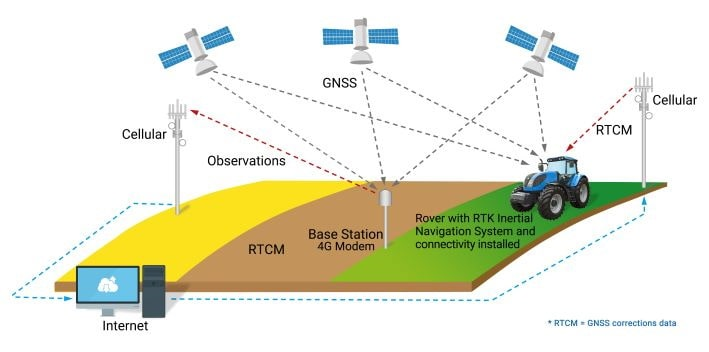 GNSS
Cellular
Cellular
RTCM
Observations
Base Station
4G Modem
Rover with RTK Inertial
Navigation System and
connectivity installed
RTCM
Internet
* RTCM = GNSS corrections data